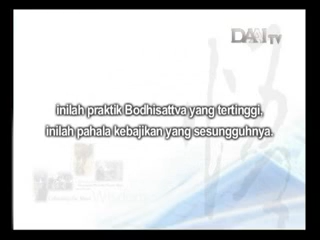 DAAI TV
inilah praktik Bodhisattva yang tertinggi,
inilah pahala kebajikan yang sesungguhnya.